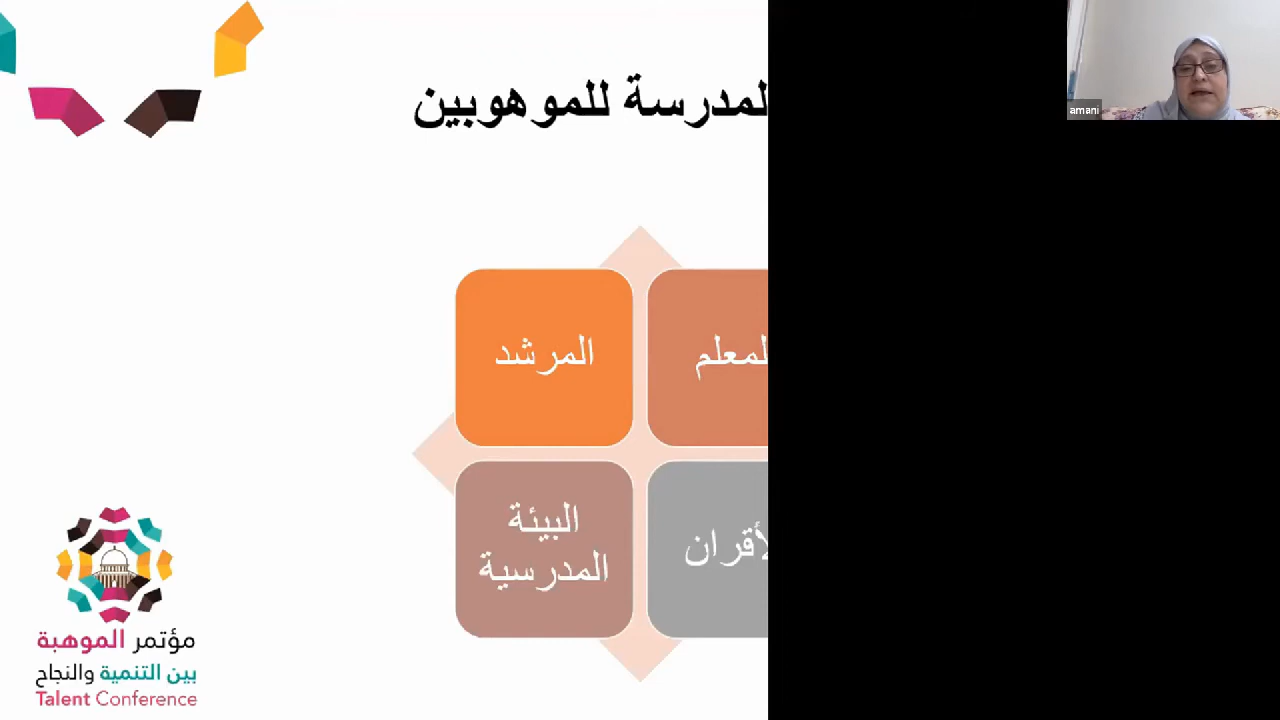 لمدرسة للموهوبين
amani
لمعلم
المرشد
لأقران
البيئة
المدرسية
مؤتمر الموهبة
بين التنمية والنجاح
Talent Conference